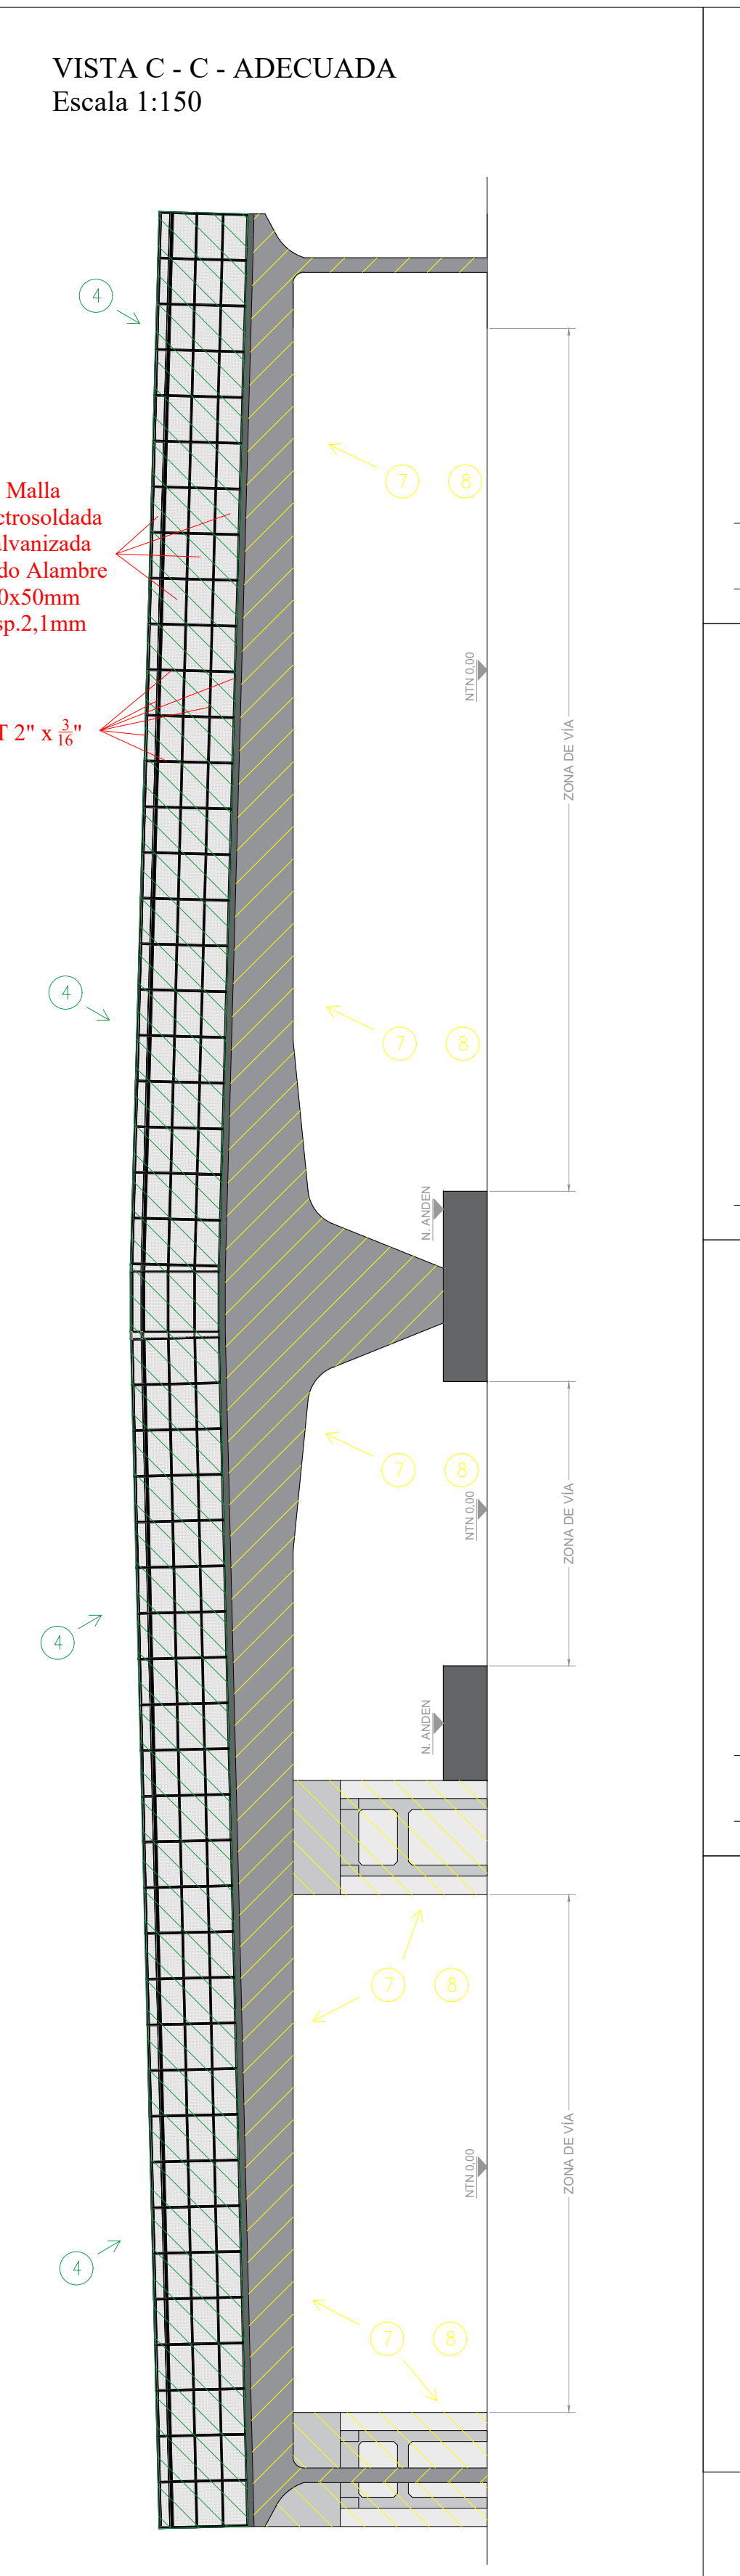 VISTA C - C - ADECUADA
Escala 1:150
4
7 8
Malla
NTN 0,00
ZONA DE VÍA
T 2" x 3/16"
4
7 8
N. ANDEN
7 8
NTN 0,00
ZONA DE VÍA
4
N. ANDEN
7 8
NTN 0,00
ZONA DE VÍA
4
7 8
do Alambre
0x50mm
sp.2,1mm
ctrosoldada
alvanizada